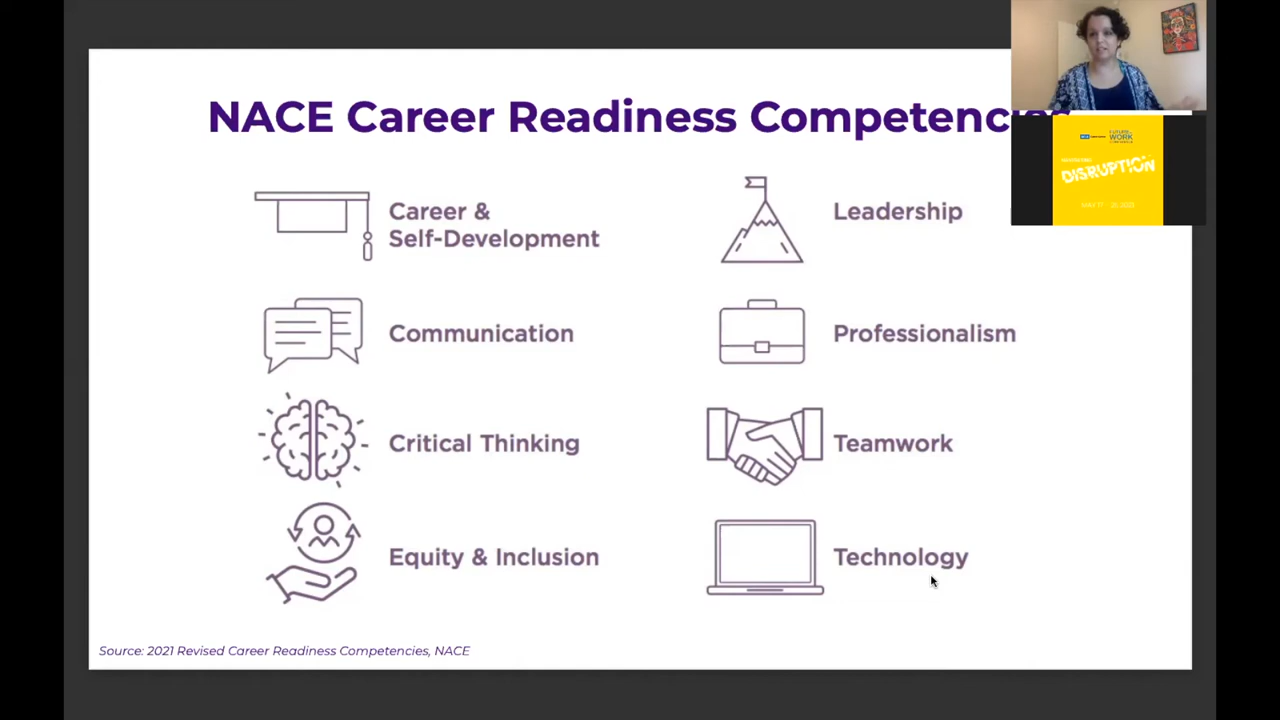 NACE Career Readiness Competencies
Career &
Self-Development
Leadership
Communication
Professionalism
Critical Thinking
Teamwork
Equity & Inclusion
Technology
Source: 2021 Revised Career Readiness Competencies, NACE
WORK
DISRUPTION